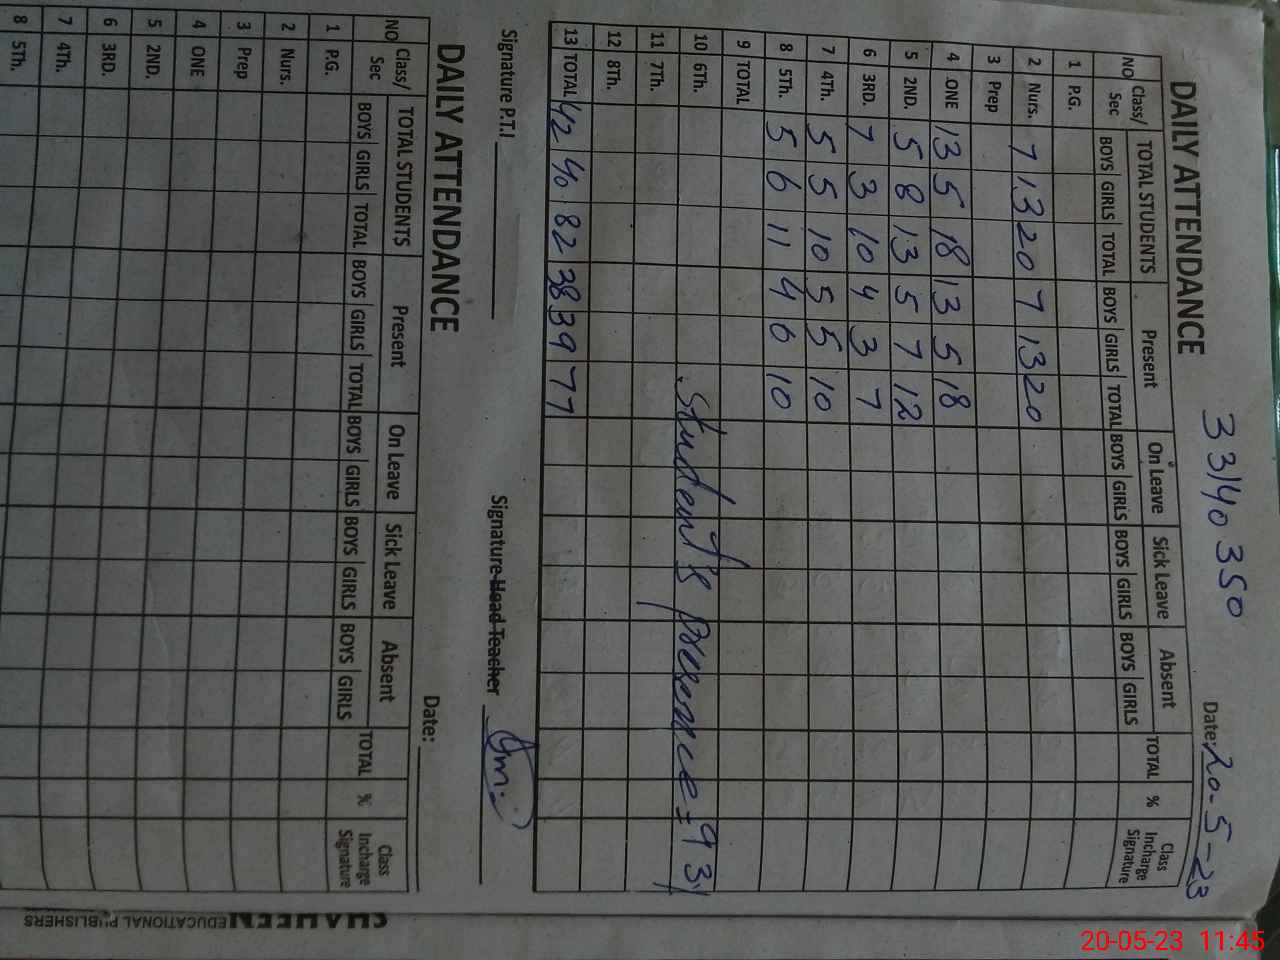 33140350
DAILY ATTENDANCE Date: 20-5-23
NO Class/ Sec TOTAL STUDENTS Present On Leave Sick Leave Absent TOTAL % Class Incharge Signature
BOYS GIRLS TOTAL BOYS GIRLS TOTAL BOYS GIRLS BOYS GIRLS BOYS GIRLS
1 P.G.
2 Nurs. 7 13 20 7 13 20
3 Prep
4 ONE 13 5 18 13 5 18
5 2ND. 5 8 13 5 7 12
6 3RD. 7 3 10 4 3 7
7 4Th. 5 5 10 5 5 10
8 5Th. 5 6 11 4 6 10
9 TOTAL
10 6Th. Student's presence = 93%
11 7Th.
12 8Th.
13 TOTAL 42 40 82 38 39 77
Signature P.T.I Signature Head Teacher
DAILY ATTENDANCE Date:
NO Class/ Sec TOTAL STUDENTS Present On Leave Sick Leave Absent TOTAL % Class Incharge Signature
BOYS GIRLS TOTAL BOYS GIRLS TOTAL BOYS GIRLS BOYS GIRLS BOYS GIRLS
1 P.G.
2 Nurs.
3 Prep
4 ONE
5 2ND.
6 3RD.
7 4Th.
8 5Th.
SHAHEEN EDUCATIONAL PUBLISHERS
20-05-23 11:45